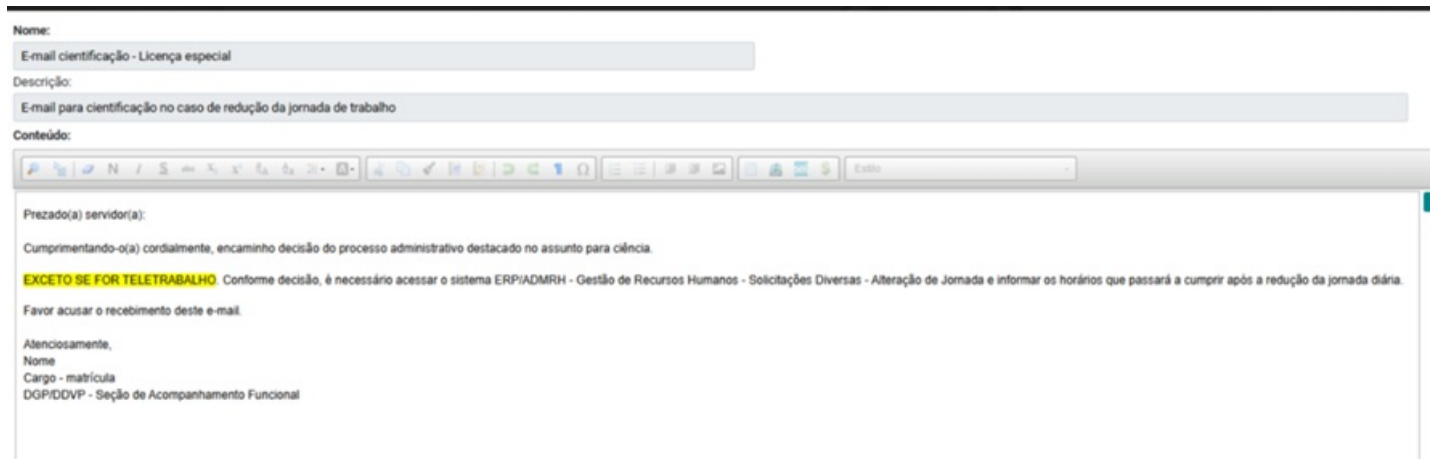 Nome:
E-mail cientificação - Licença especial
Descrição:
E-mail para cientificação no caso de redução da jornada de trabalho
Conteúdo:
Estilo
Prezado(a) servidor(a):
Cumprimentando-o(a) cordialmente, encaminho decisão do processo administrativo destacado no assunto para ciência.
EXCETO SE FOR TELETRABALHO. Conforme decisão, é necessário acessar o sistema ERP/ADMRH - Gestão de Recursos Humanos - Solicitações Diversas - Alteração de Jornada e informar os horários que passará a cumprir após a redução da jornada diária.
Favor acusar o recebimento deste e-mail.
Atenciosamente,
Nome
Cargo - matrícula
DGP/DDVP - Seção de Acompanhamento Funcional